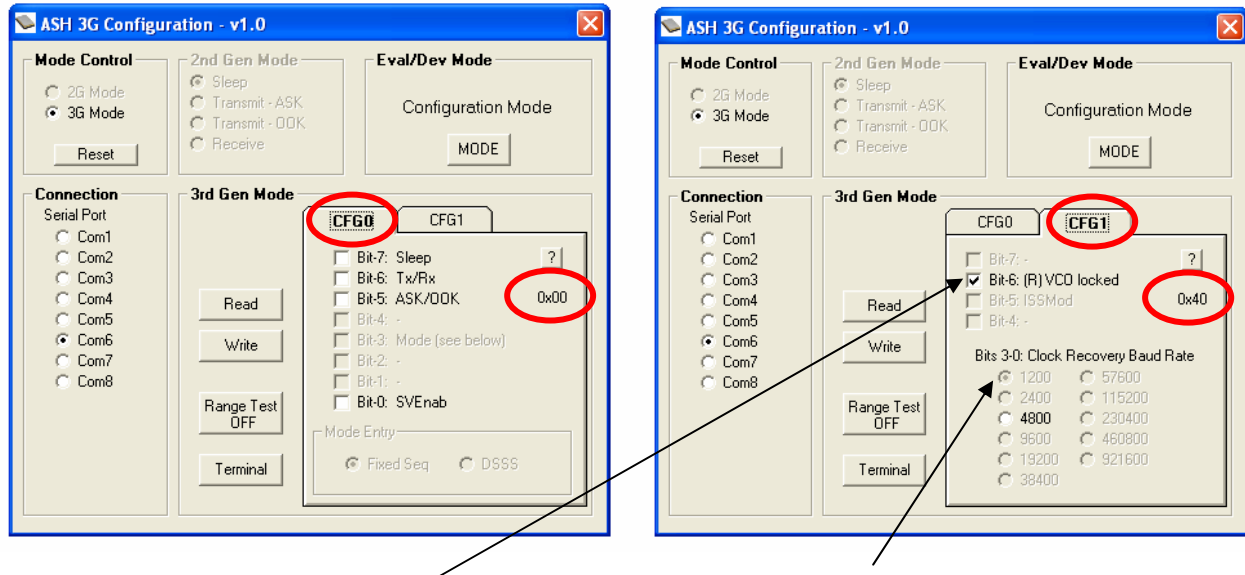 ASH 3G Configuration - v1.0
Mode Control
2G Mode
3G Mode
Reset
2nd Gen Mode
Sleep
Transmit - ASK
Transmit - OOK
Receive
Eval/Dev Mode
Configuration Mode
MODE
Connection
Serial Port
Com1
Com2
Com3
Com4
Com5
Com6
Com7
Com8
3rd Gen Mode
Read
Write
Range Test
OFF
Terminal
CFG0
CFG1
Bit-7: Sleep
?
Bit-6: Tx/Rx
Bit-5: ASK/OOK
0x00
Bit-4: -
Bit-3: Mode (see below)
Bit-2: -
Bit-1: -
Bit-0: SVEnab
Mode Entry
Fixed Seq
DSSS
ASH 3G Configuration - v1.0
Mode Control
2G Mode
3G Mode
Reset
2nd Gen Mode
Sleep
Transmit - ASK
Transmit - OOK
Receive
Eval/Dev Mode
Configuration Mode
MODE
Connection
Serial Port
Com1
Com2
Com3
Com4
Com5
Com6
Com7
Com8
3rd Gen Mode
Read
Write
Range Test
OFF
Terminal
CFG0
CFG1
Bit-7: -
?
Bit-6: (R) VCO locked
Bit-5: ISSMod
0x40
Bit-4: -
Bits 3-0: Clock Recovery Baud Rate
1200
57600
2400
115200
4800
230400
9600
460800
19200
921600
38400